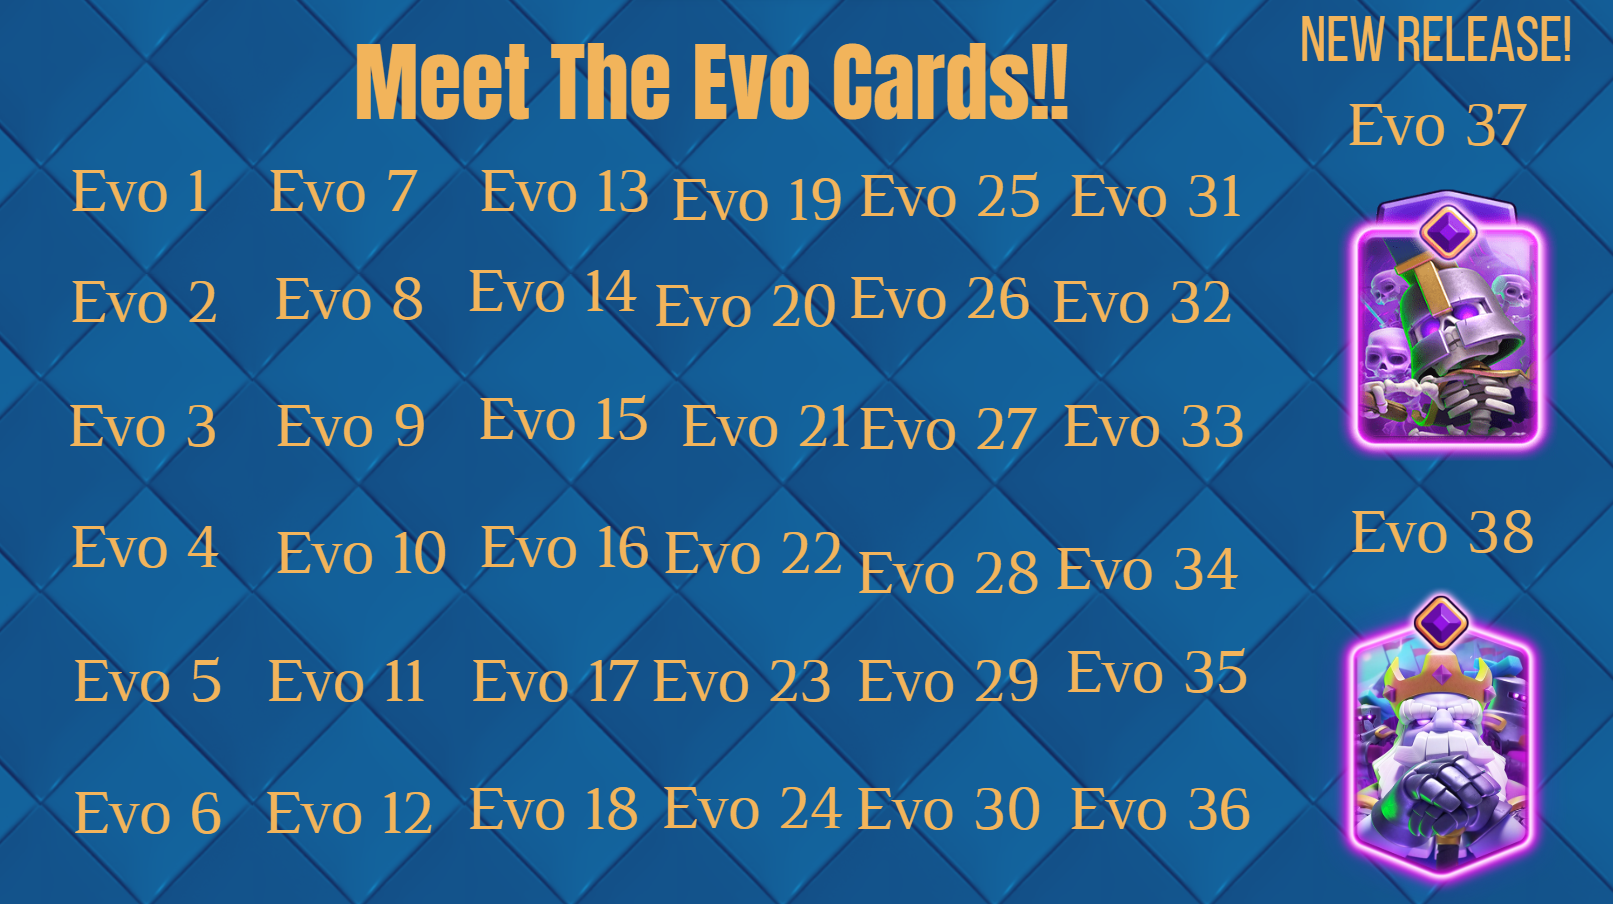 Meet The Evo Cards!!
NEW RELEASE!
Evo 37
Evo 1 Evo 7 Evo 13 Evo 19 Evo 25 Evo 31
Evo 2 Evo 8 Evo 14 Evo 20 Evo 26 Evo 32
Evo 3 Evo 9 Evo 15 Evo 21 Evo 27 Evo 33
Evo 4 Evo 10 Evo 16 Evo 22 Evo 28 Evo 34
Evo 38
Evo 5 Evo 11 Evo 17 Evo 23 Evo 29 Evo 35
Evo 6 Evo 12 Evo 18 Evo 24 Evo 30 Evo 36